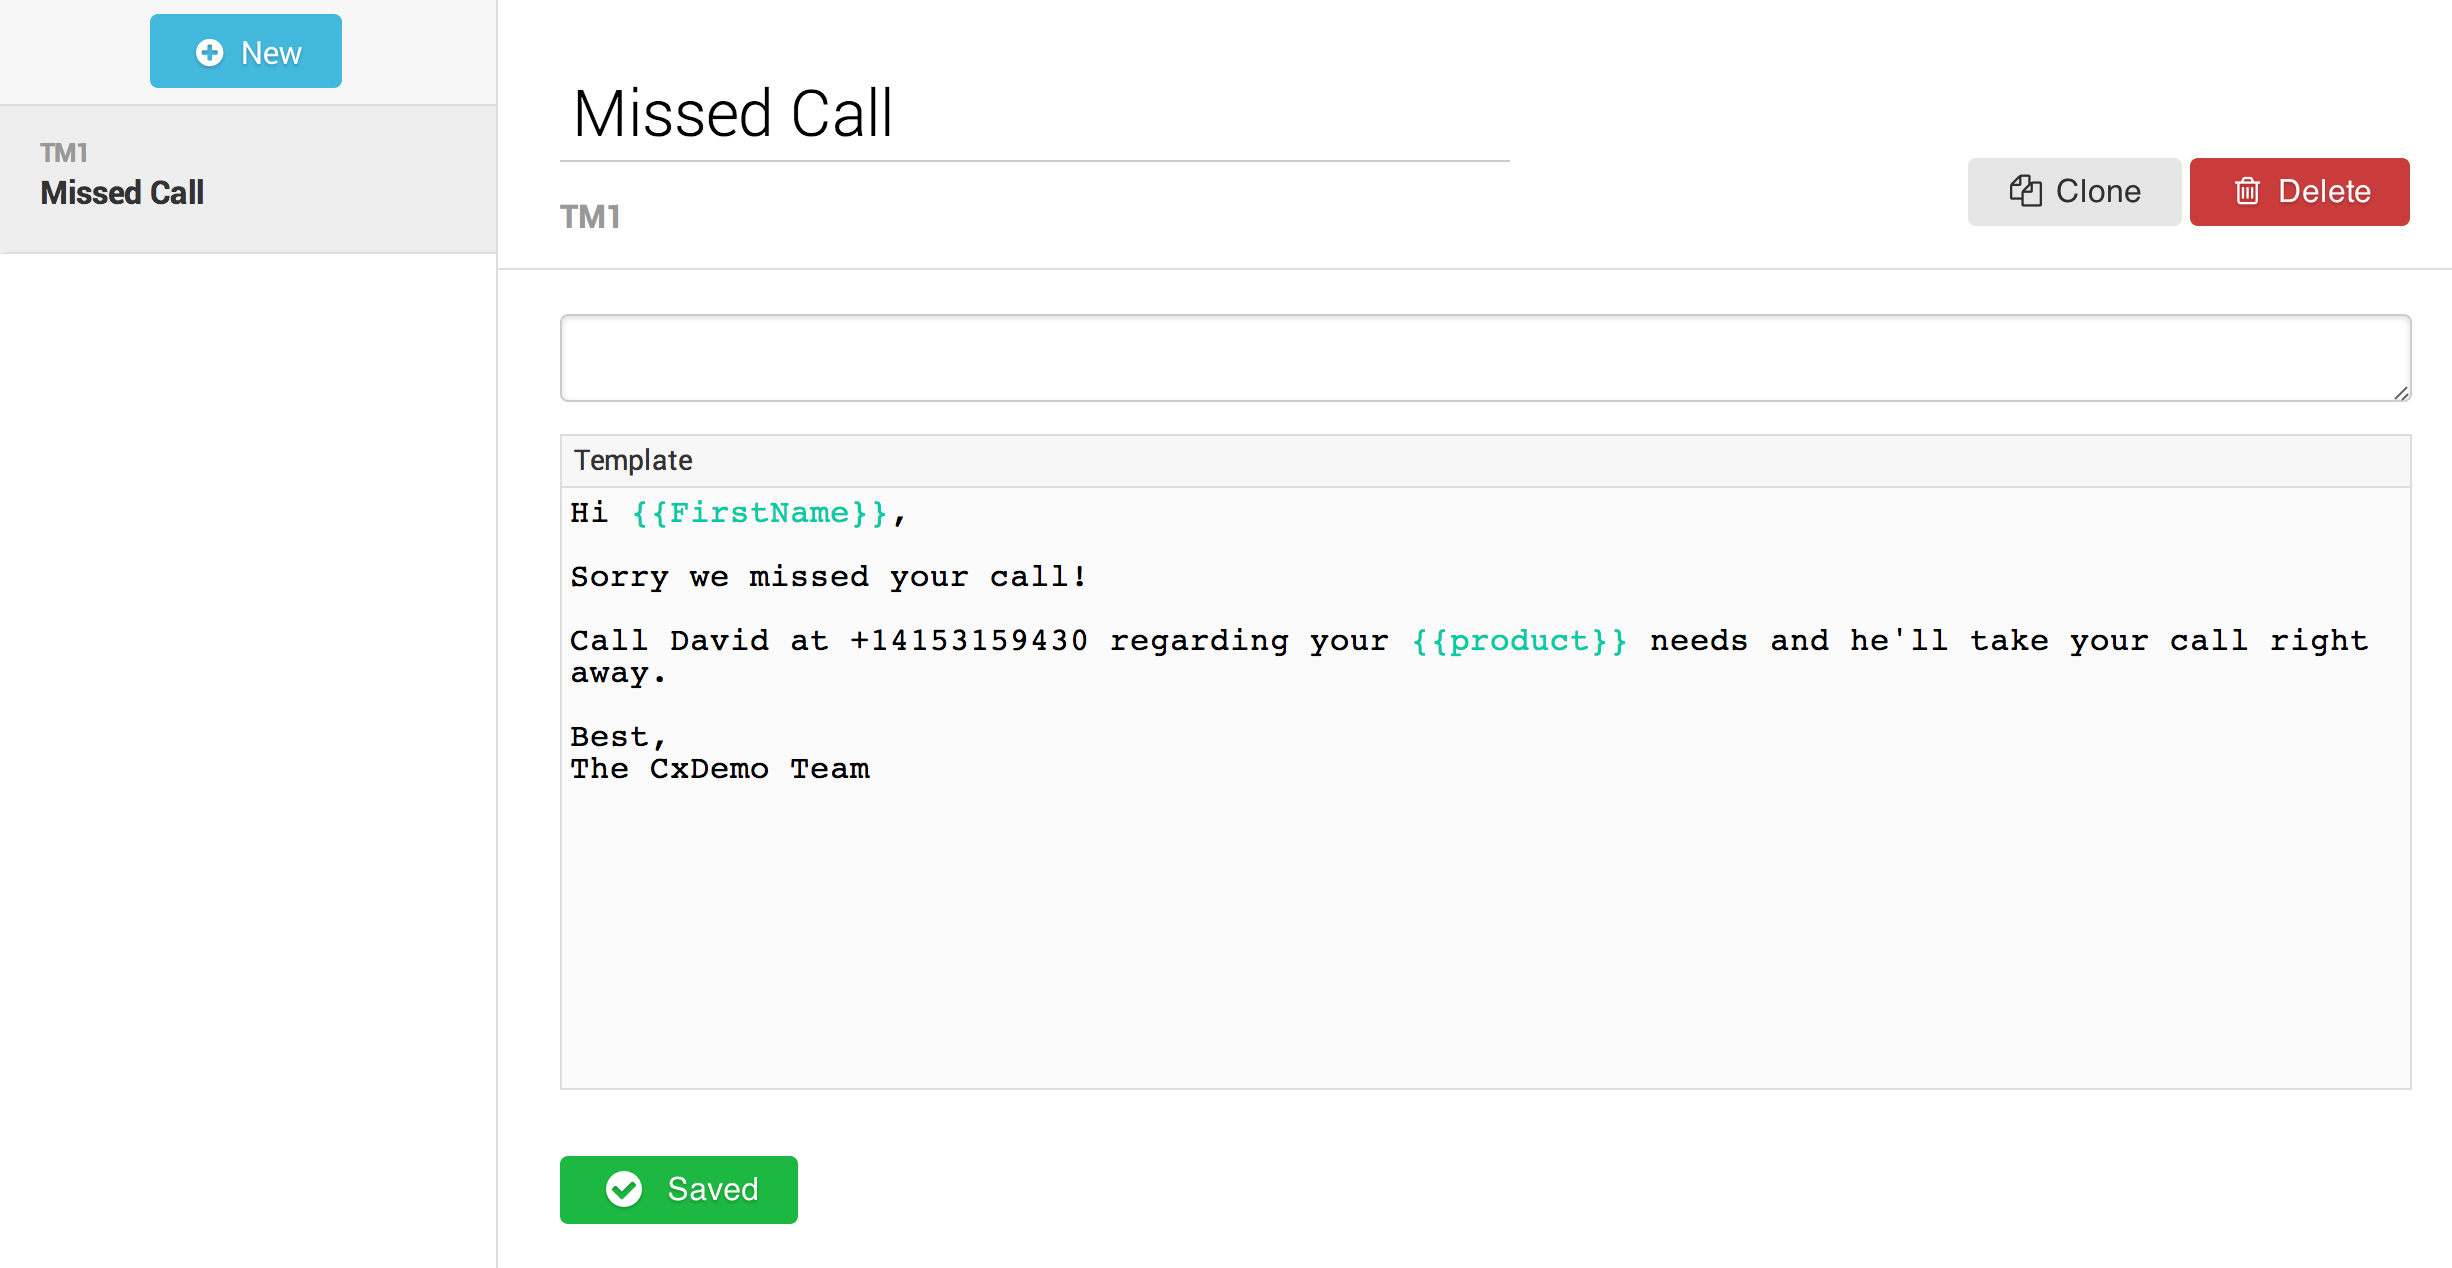 New
TM1
Missed Call
Missed Call
TM1
Clone
Delete
Template
Hi {{FirstName}},
Sorry we missed your call!
Call David at +14153159430 regarding your {{product}} needs and he'll take your call right
away.
Best,
The CxDemo Team
Saved